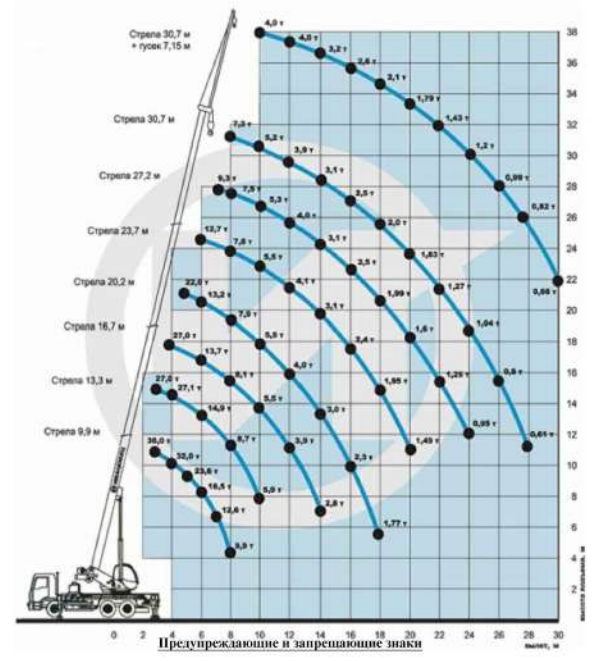 Стрела 30,7 м 4,0 т 38
+ гусек 7,15 м 4,0 т 3,2 т 2,6 т 2,1 т 1,79 т 1,43 т 1,2 т 0,99 т 0,82 т 36
34
Стрела 30,7 м 7,2 т 5,2 т 3,9 т 3,1 т 2,5 т 2,0 т 1,63 т 1,27 т 1,04 т 0,8 т 0,61 т 32
30
Стрела 27,2 м 9,3 т 7,5 т 5,3 т 4,0 т 3,1 т 2,5 т 1,99 т 1,6 т 1,25 т 0,95 т 28
26
Стрела 23,7 м 12,7 т 7,8 т 5,5 т 4,1 т 3,1 т 2,4 т 1,95 т 1,49 т 24
22
Стрела 20,2 м 22,0 т 13,2 т 7,9 т 5,5 т 4,0 т 3,0 т 2,3 т 1,77 т 20
18
Стрела 16,7 м 27,0 т 13,7 т 8,1 т 5,5 т 3,9 т 2,8 т 16
Стрела 13,3 м 27,0 т 27,1 т 14,9 т 8,7 т 5,9 т 14
12
Стрела 9,9 м 36,0 т 32,0 т 23,6 т 16,5 т 12,6 т 9,9 т 10
8
6
4
2
высота подъема, м
0 2 4 6 8 10 12 14 16 18 20 22 24 26 28 30
вылет, м
Предупреждающие и запрещающие знаки